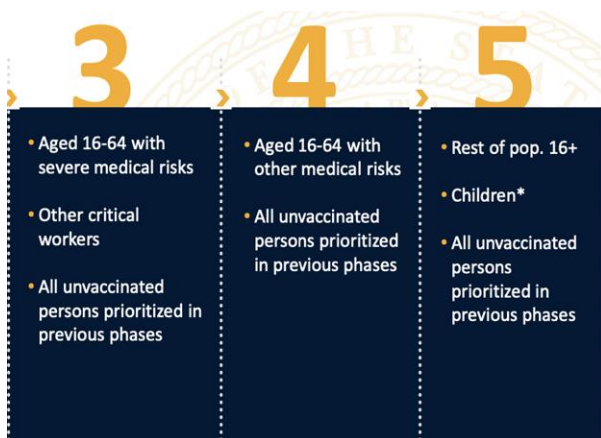 3
• Aged 16-64 with
severe medical risks
• Other critical
workers
• All unvaccinated
persons prioritized in
previous phases
4
• Aged 16-64 with
other medical risks
• All unvaccinated
persons prioritized
in previous phases
5
• Rest of pop. 16+
• Children*
• All unvaccinated
persons
prioritized in
previous phases
THE STAT